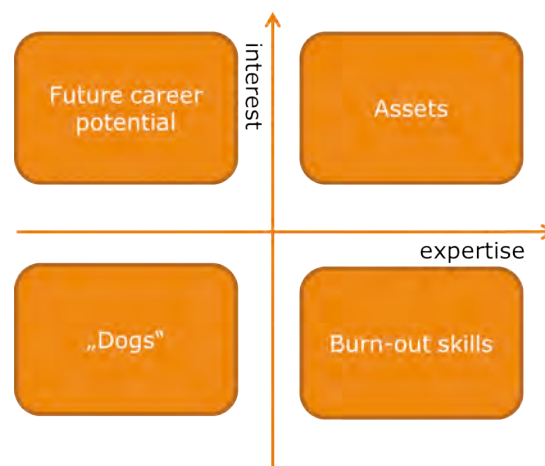 Future career
potential
interest
Assets
expertise
„Dogs‟
Burn-out skills